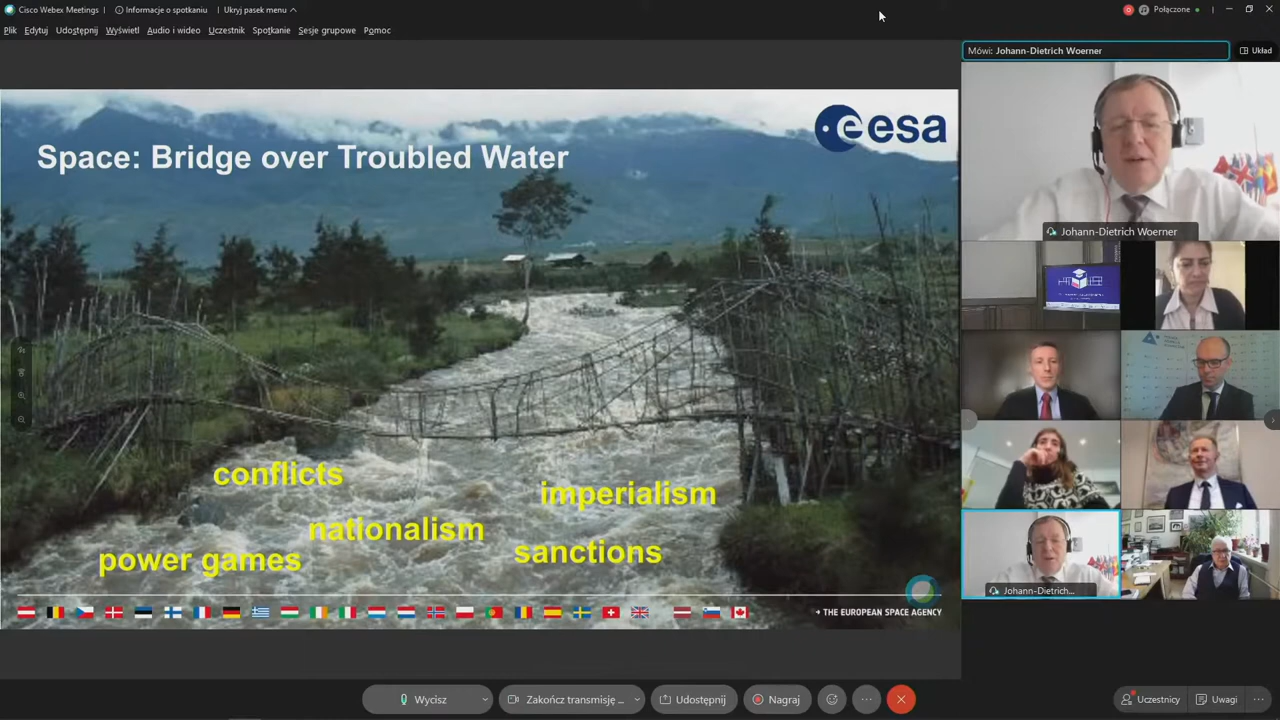 Cisco Webex Meetings
Informacje o spotkaniu
Ukryj pasek menu
Połączone
Plik Edytuj Udostępnij Wyświetl Audio i wideo Uczestnik Spotkanie Sesje grupowe Pomoc
Mówi: Johann-Dietrich Woerner
Układ
esa
Space: Bridge over Troubled Water
Johann-Dietrich Woerner
conflicts
imperialism
nationalism
sanctions
power games
Johann-Dietrich...
THE EUROPEAN SPACE AGENCY
Wycisz
Zakończ transmisję ...
Udostępnij
Nagraj
Uczestnicy
Uwagi